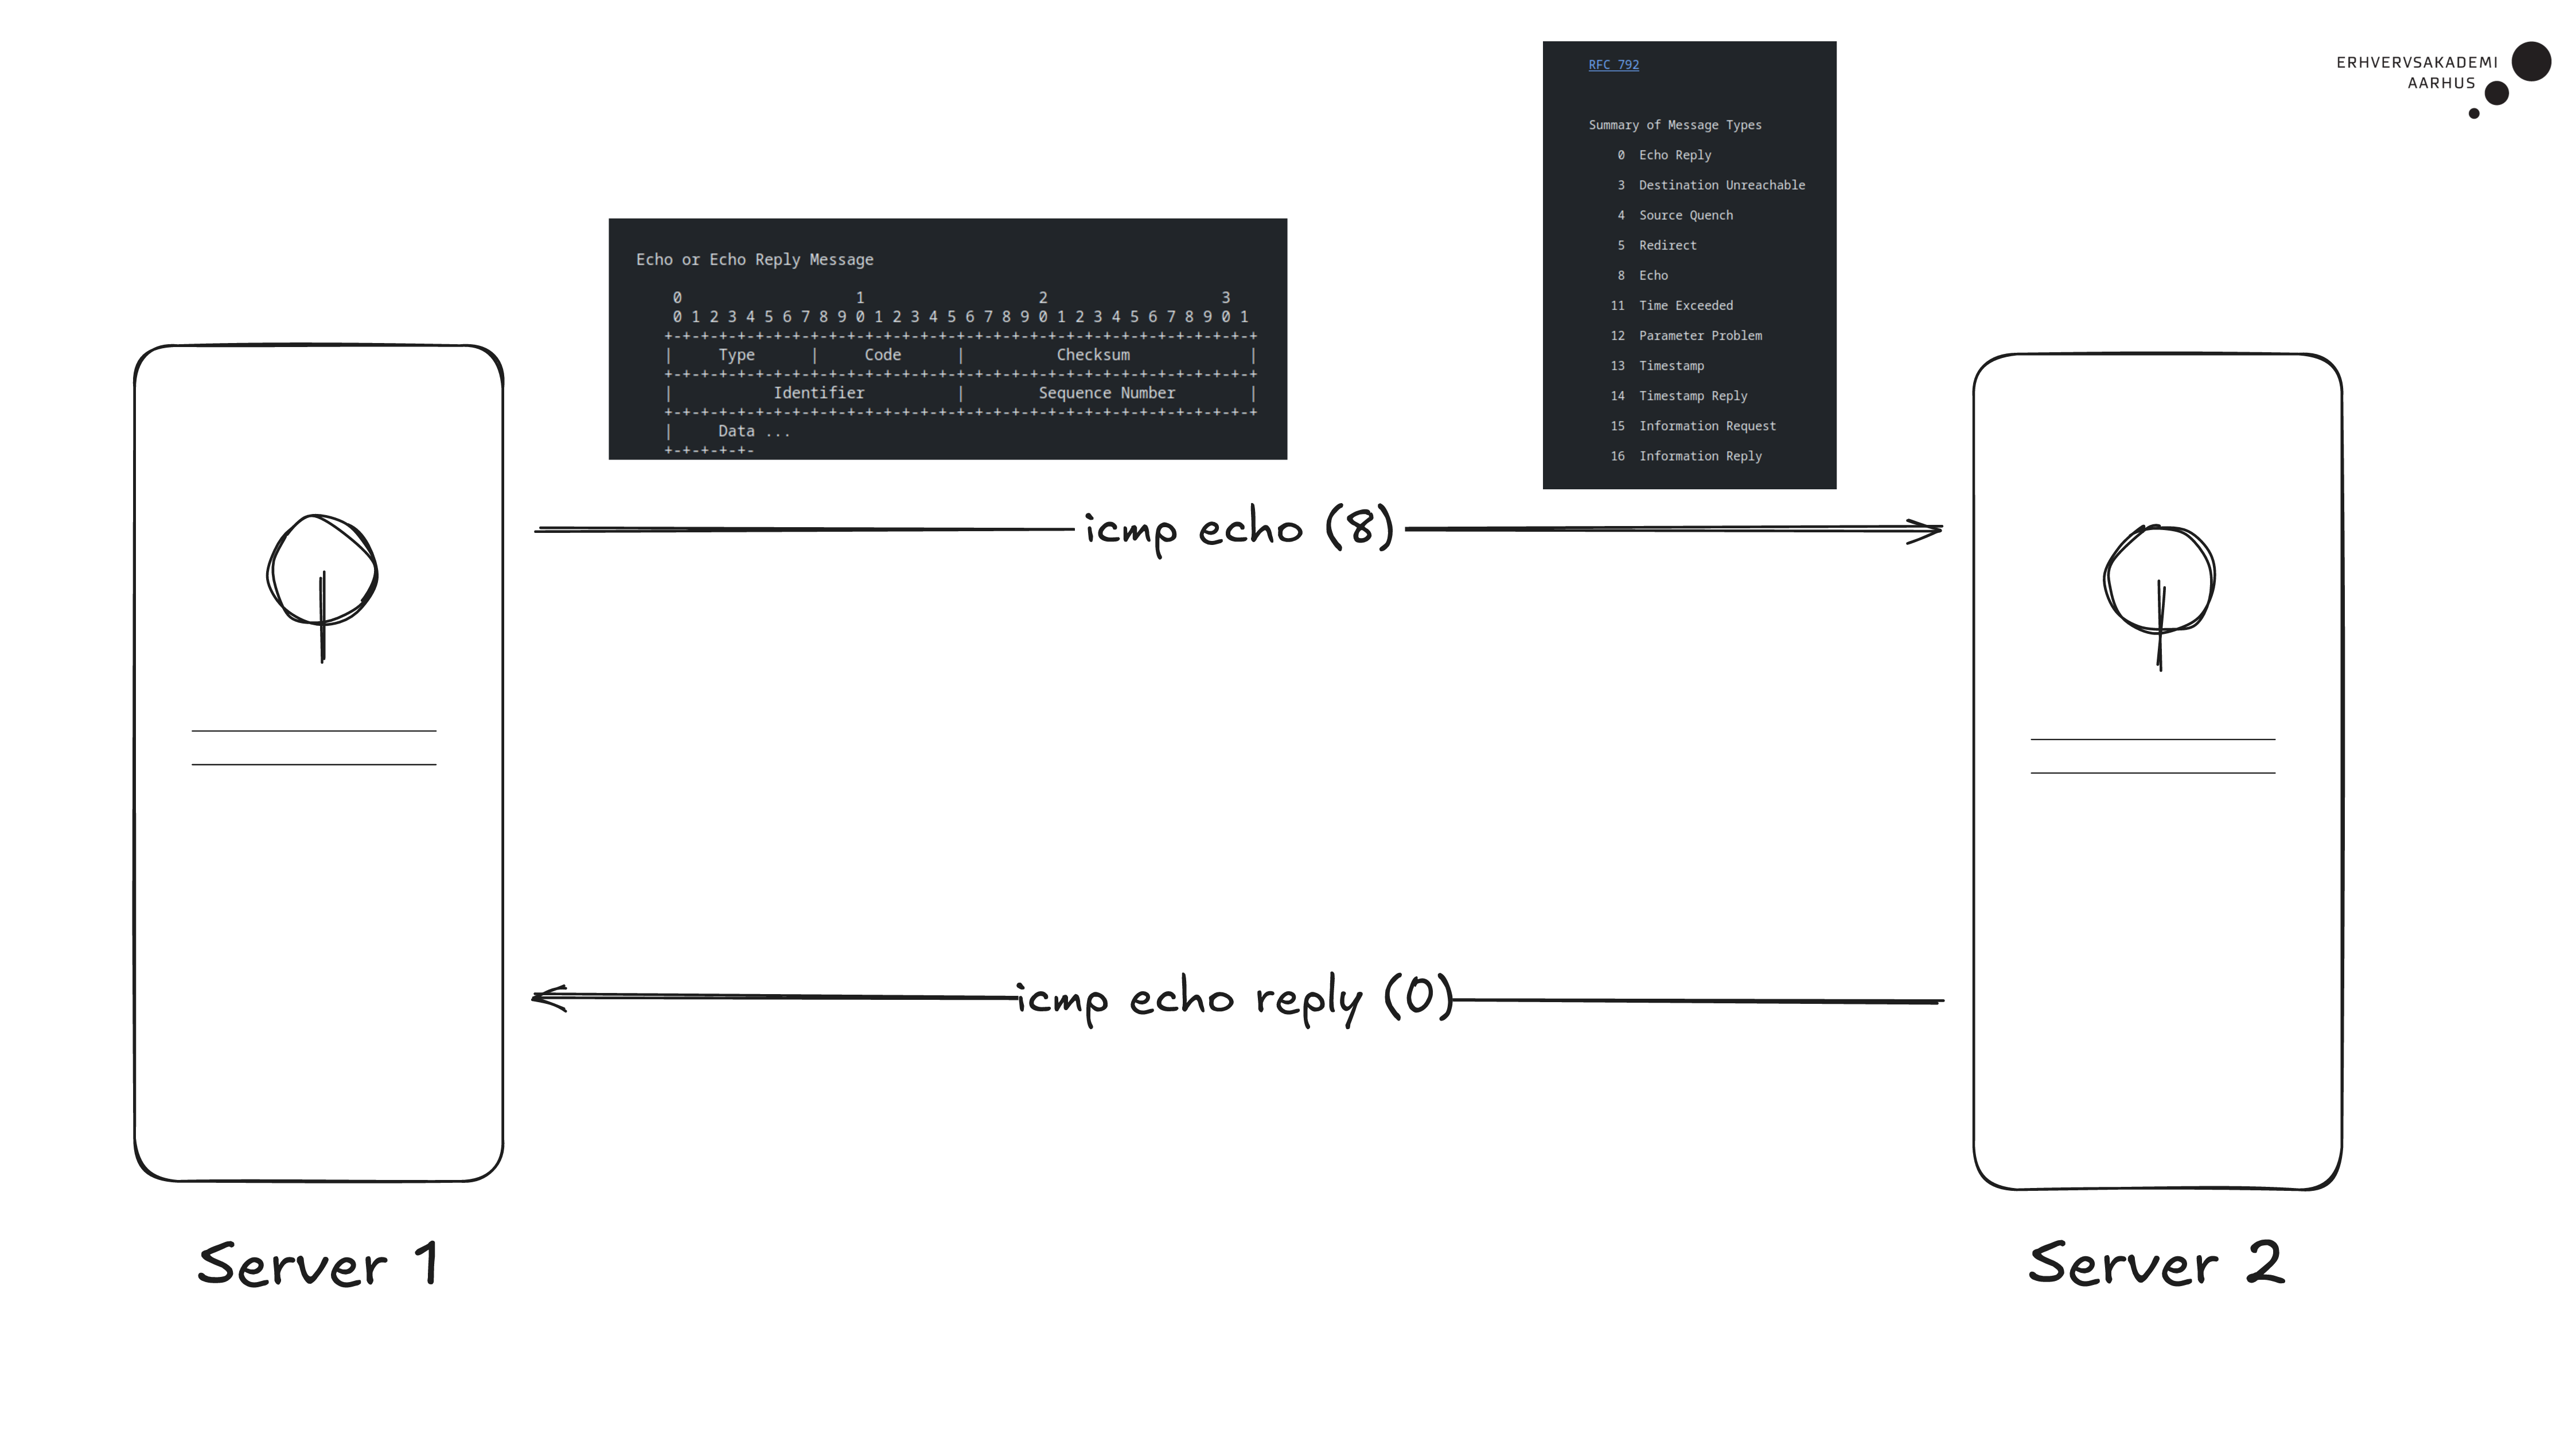 ERHVERVSAKADEMI
AARHUS
RFC 792
Summary of Message Types
0  Echo Reply
3  Destination Unreachable
4  Source Quench
5  Redirect
8  Echo
11  Time Exceeded
12  Parameter Problem
13  Timestamp
14  Timestamp Reply
15  Information Request
16  Information Reply
Echo or Echo Reply Message
 0                   1                   2                   3
 0 1 2 3 4 5 6 7 8 9 0 1 2 3 4 5 6 7 8 9 0 1 2 3 4 5 6 7 8 9 0 1
+-+-+-+-+-+-+-+-+-+-+-+-+-+-+-+-+-+-+-+-+-+-+-+-+-+-+-+-+-+-+-+-+
|     Type      |     Code      |          Checksum             |
+-+-+-+-+-+-+-+-+-+-+-+-+-+-+-+-+-+-+-+-+-+-+-+-+-+-+-+-+-+-+-+-+
|           Identifier          |        Sequence Number        |
+-+-+-+-+-+-+-+-+-+-+-+-+-+-+-+-+-+-+-+-+-+-+-+-+-+-+-+-+-+-+-+-+
|     Data ...
+-+-+-+-+-
icmp echo (8)
icmp echo reply (0)
Server 1
Server 2